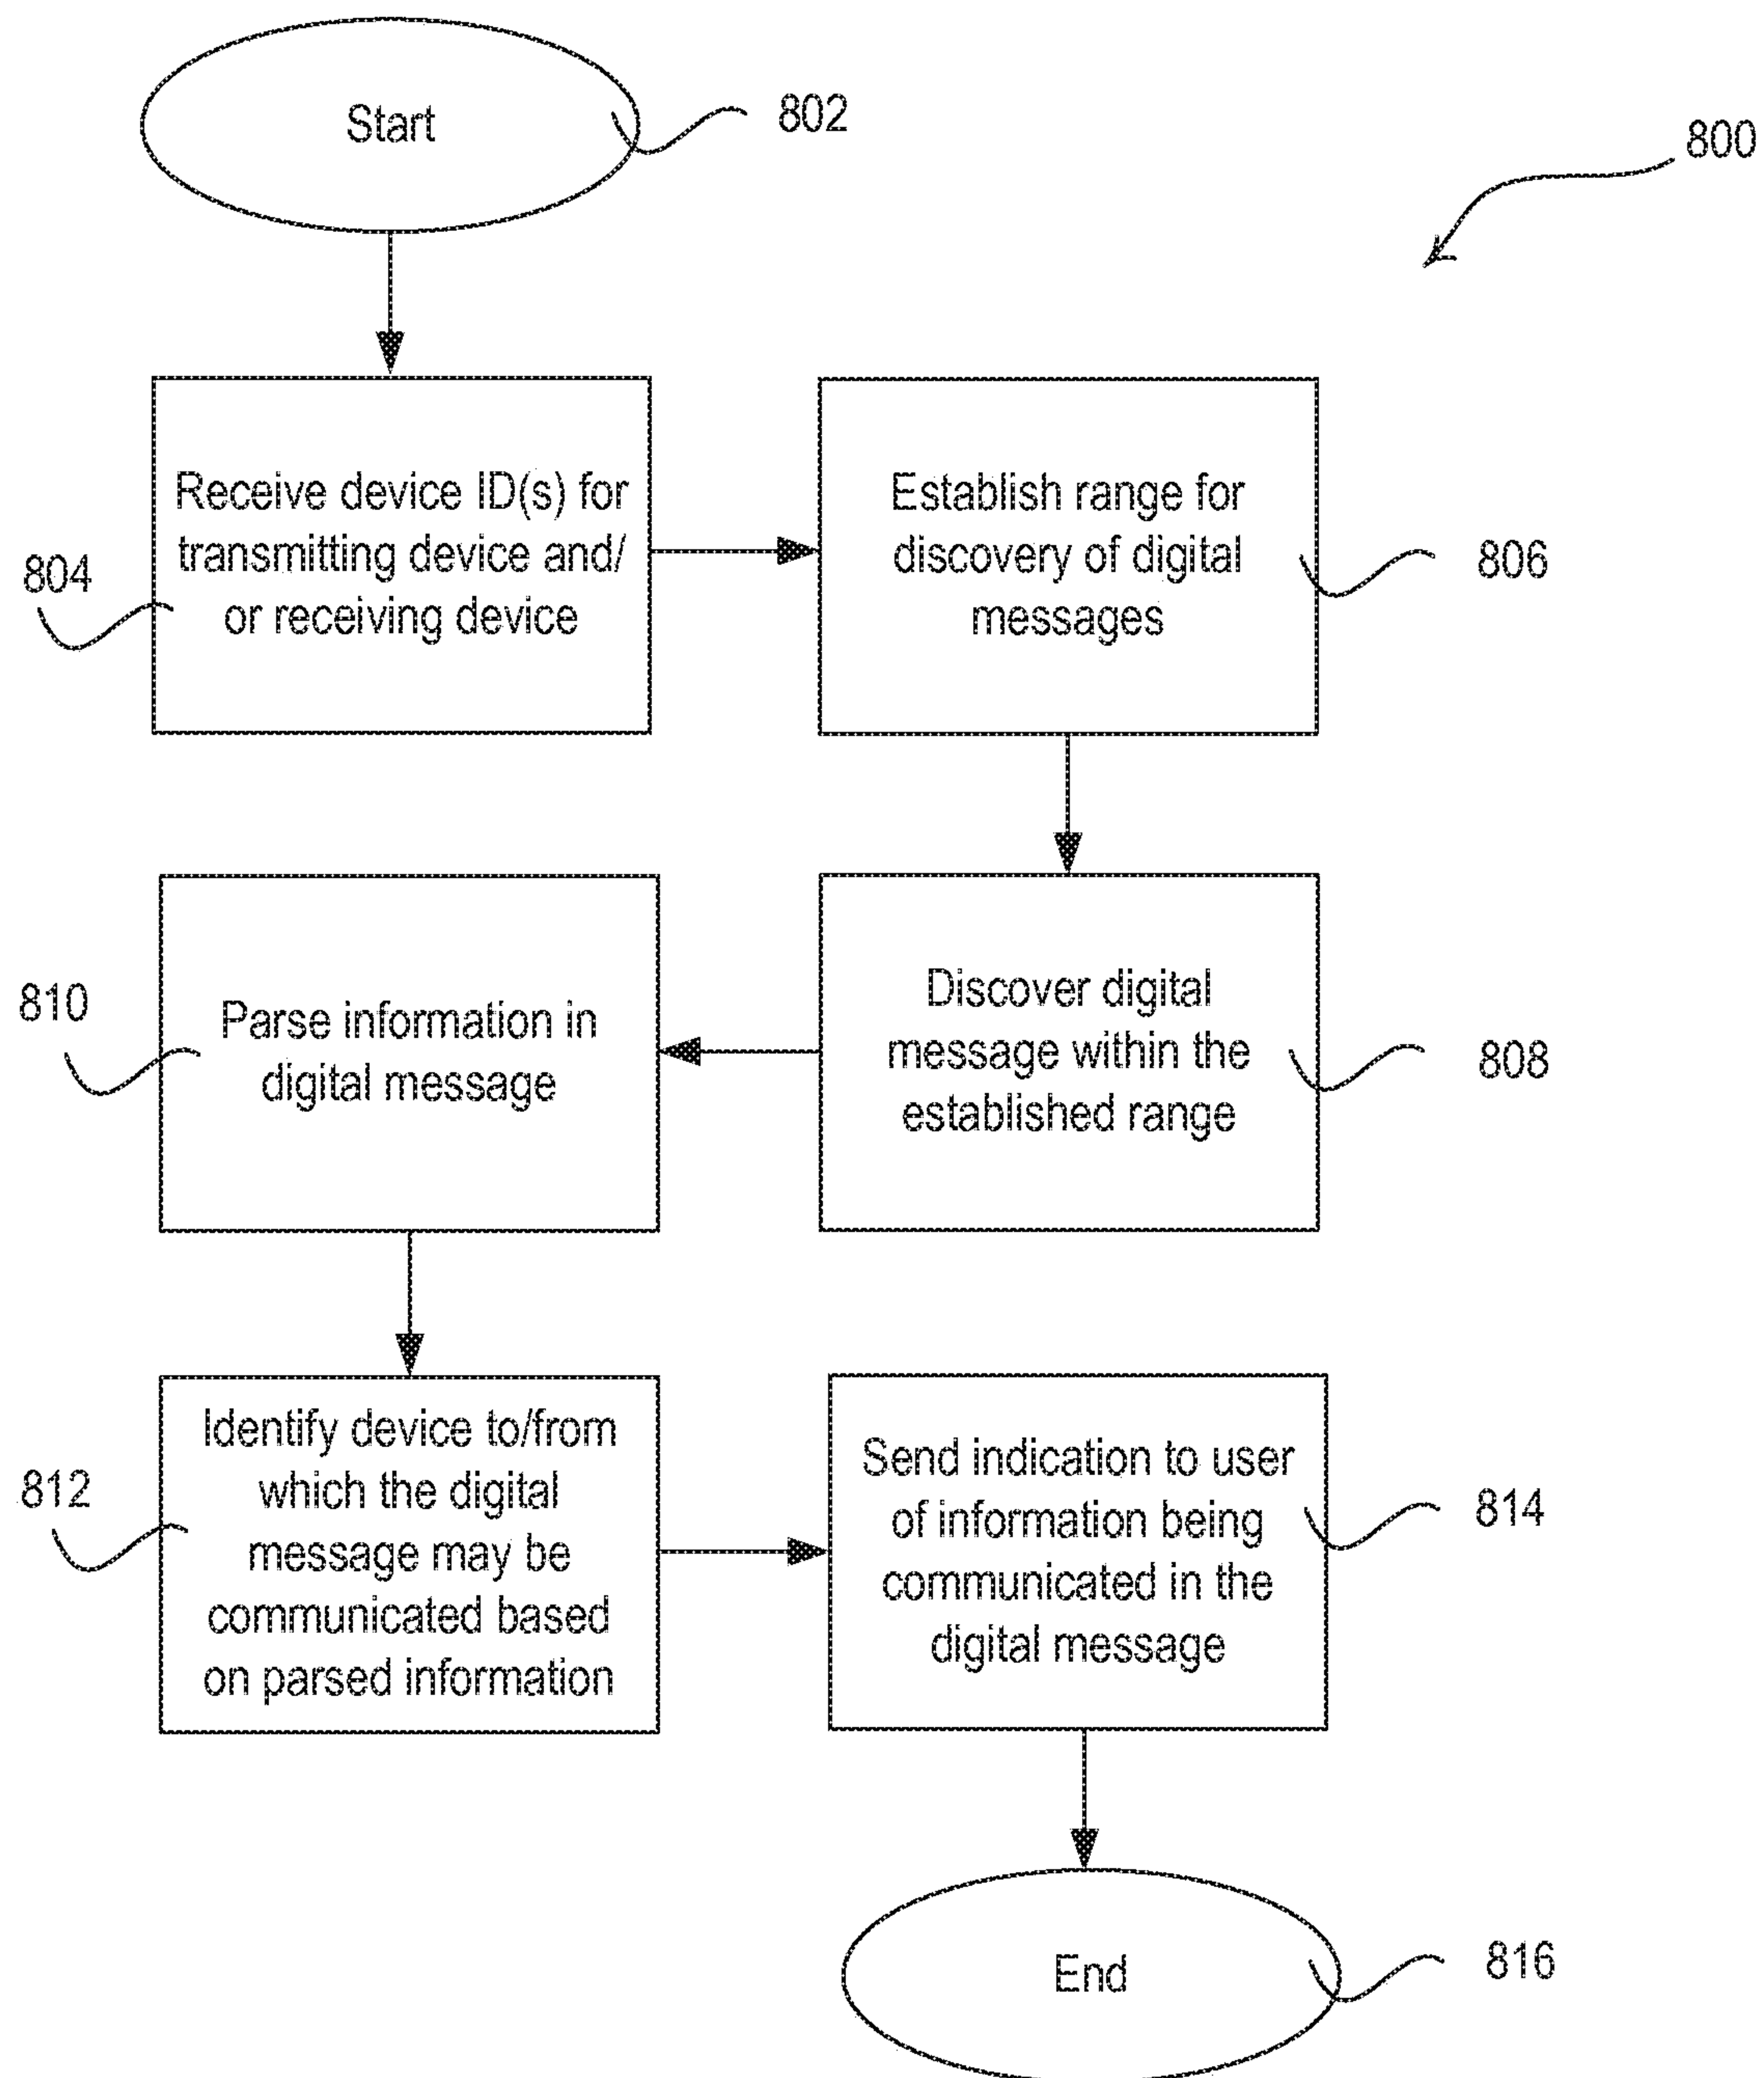 Start
802
800
Receive device ID(s) for
transmitting device and/
or receiving device
804
Establish range for
discovery of digital
messages
806
Discover digital
message within the
established range
808
Parse information in
digital message
810
Identify device to/from
which the digital
message may be
communicated based
on parsed information
812
Send indication to user
of information being
communicated in the
digital message
814
End
816